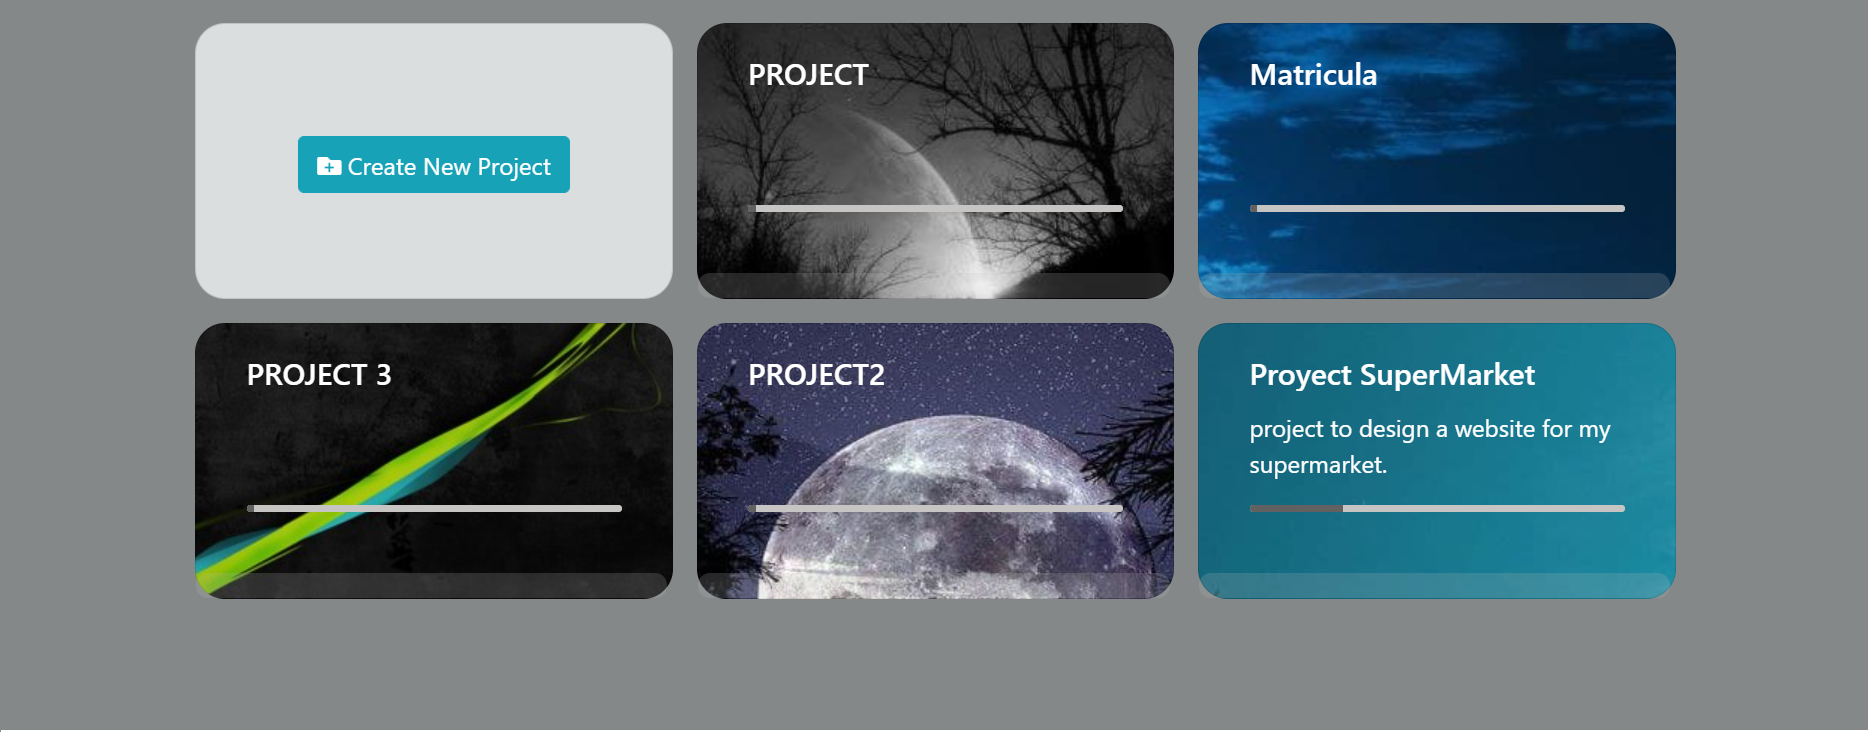 Create New Project
PROJECT
Matricula
PROJECT 3
PROJECT2
Proyect SuperMarket
project to design a website for my
supermarket.